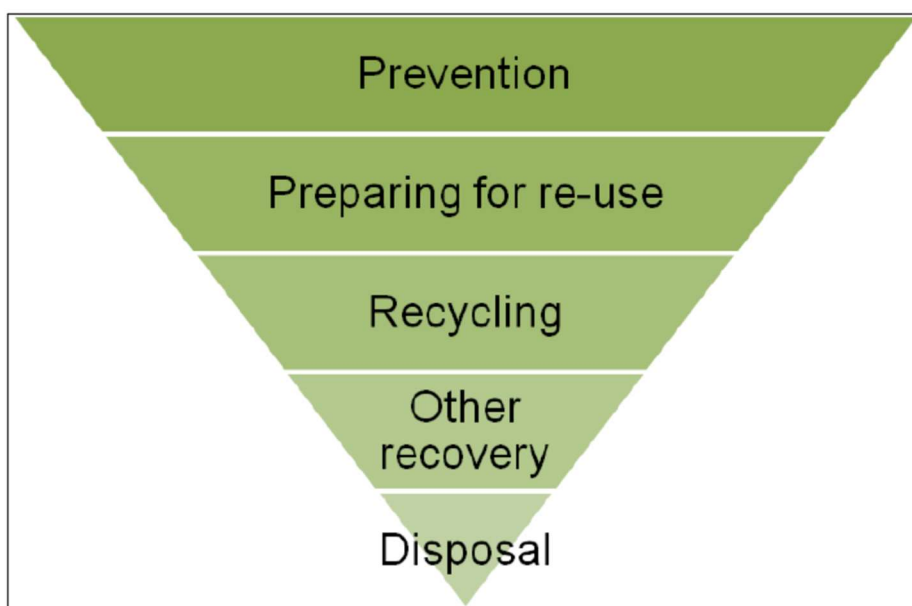 Prevention
Preparing for re-use
Recycling
Other
recovery
Disposal